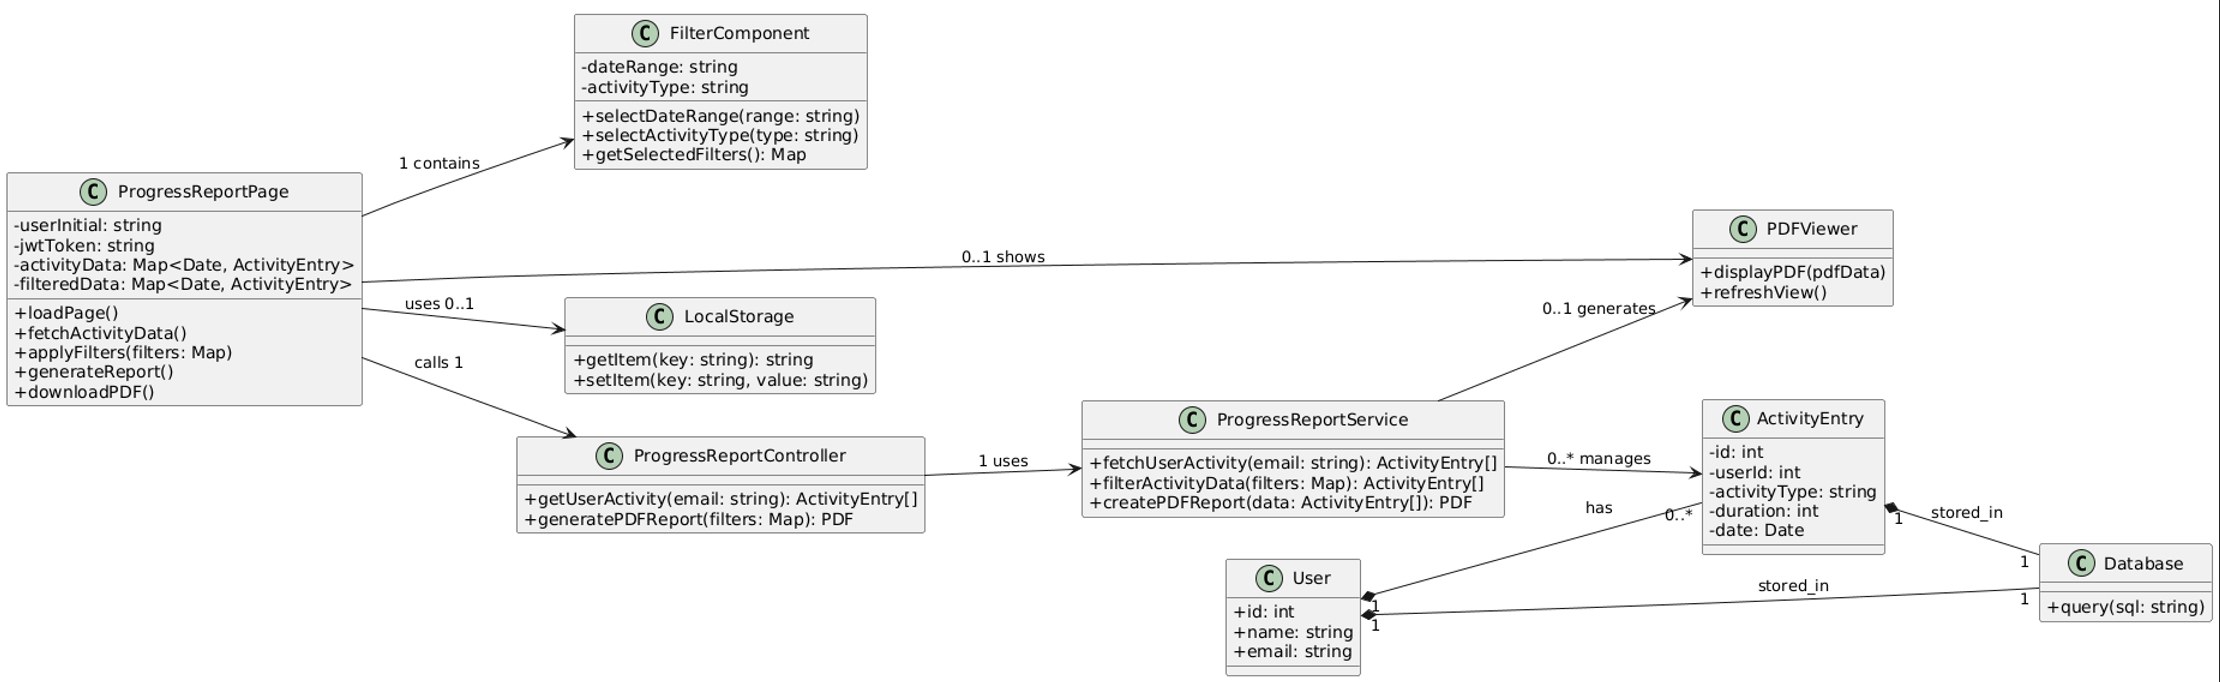 C FilterComponent
-dateRange: string
-activityType: string
+selectDateRange(range: string)
+selectActivityType(type: string)
+getSelectedFilters(): Map
1 contains
C ProgressReportPage
-userInitial: string
-jwtToken: string
-activityData: Map<Date, ActivityEntry>
-filteredData: Map<Date, ActivityEntry>
+loadPage()
+fetchActivityData()
+applyFilters(filters: Map)
+generateReport()
+downloadPDF()
0..1 shows
C PDFViewer
+displayPDF(pdfData)
+refreshView()
uses 0..1
C LocalStorage
+getItem(key: string): string
+setItem(key: string, value: string)
0..1 generates
calls 1
C ProgressReportController
+getUserActivity(email: string): ActivityEntry[]
+generatePDFReport(filters: Map): PDF
1 uses
C ProgressReportService
+fetchUserActivity(email: string): ActivityEntry[]
+filterActivityData(filters: Map): ActivityEntry[]
+createPDFReport(data: ActivityEntry[]): PDF
0..* manages
C ActivityEntry
-id: int
-userId: int
-activityType: string
-duration: int
-date: Date
has
0..*
1
1
stored_in
1
C User
+id: int
+name: string
+email: string
1
stored_in
1
C Database
+query(sql: string)